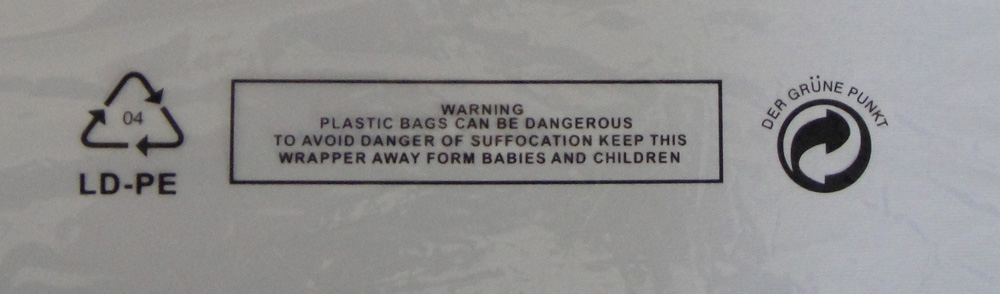 04
LD-PE
WARNING
PLASTIC BAGS CAN BE DANGEROUS
TO AVOID DANGER OF SUFFOCATION KEEP THIS
WRAPPER AWAY FORM BABIES AND CHILDREN
DER GRÜNE PUNKT